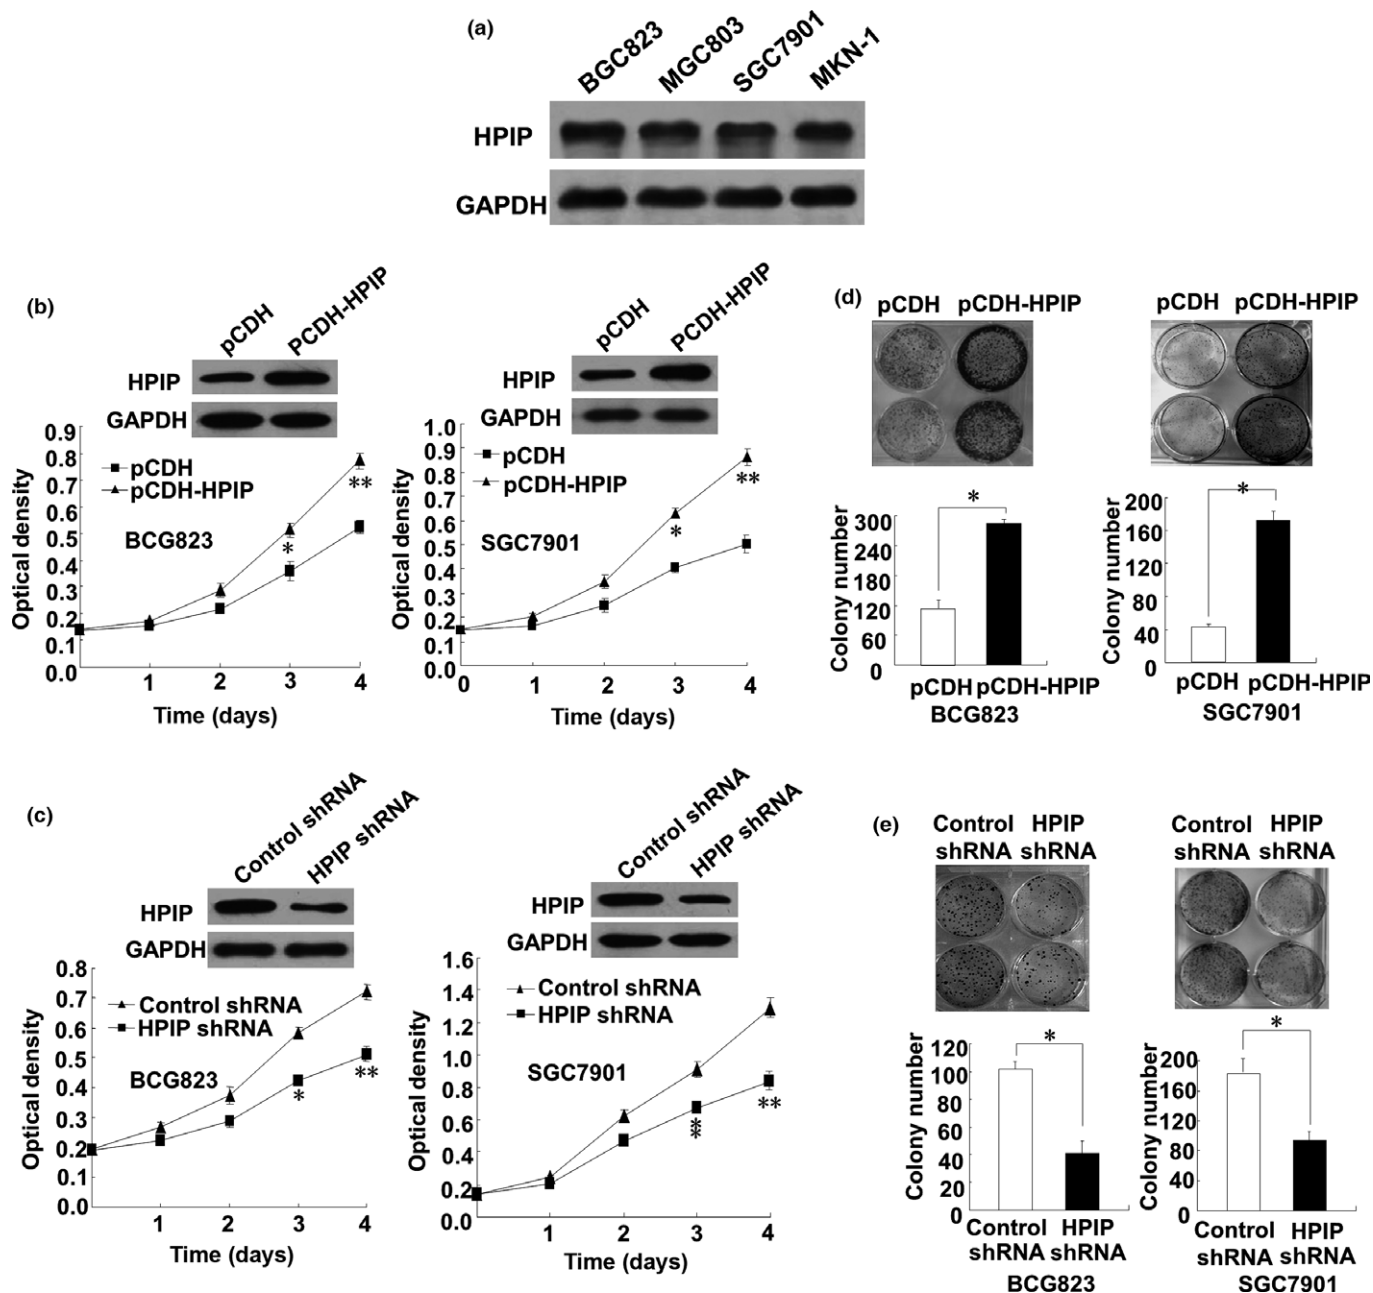 (a)
BGC823 MGC803 SGC7901 MKN-1
HPIP
GAPDH
(b)
pCDH PCDH-HPIP
HPIP
GAPDH
0.9
0.8
0.7
0.6
0.5
0.4
0.3
0.2
0.1
0.0
Optical density
pCDH
pCDH-HPIP
BCG823
**
*
1 2 3 4
Time (days)
pCDH PCDH-HPIP
HPIP
GAPDH
1.0
0.9
0.8
0.7
0.6
0.5
0.4
0.3
0.2
0.1
0.0
Optical density
pCDH
pCDH-HPIP
SGC7901
**
*
0 1 2 3 4
Time (days)
(c)
Control shRNA HPIP shRNA
HPIP
GAPDH
0.8
0.7
0.6
0.5
0.4
0.3
0.2
0.1
0.0
Optical density
Control shRNA
HPIP shRNA
BCG823
* **
1 2 3 4
Time (days)
Control shRNA HPIP shRNA
HPIP
GAPDH
1.6
1.4
1.2
1.0
0.8
0.6
0.4
0.2
0.0
Optical density
Control shRNA
HPIP shRNA
SGC7901
** **
1 2 3 4
Time (days)
(d)
pCDH pCDH-HPIP
*
300
240
180
120
60
0
Colony number
pCDH pCDH-HPIP
BCG823
pCDH pCDH-HPIP
*
200
160
120
80
40
0
Colony number
pCDH pCDH-HPIP
SGC7901
(e)
Control HPIP
shRNA shRNA
*
120
100
80
60
40
20
0
Colony number
Control HPIP
shRNA shRNA
BCG823
Control HPIP
shRNA shRNA
*
200
160
120
80
40
0
Colony number
Control HPIP
shRNA shRNA
SGC7901